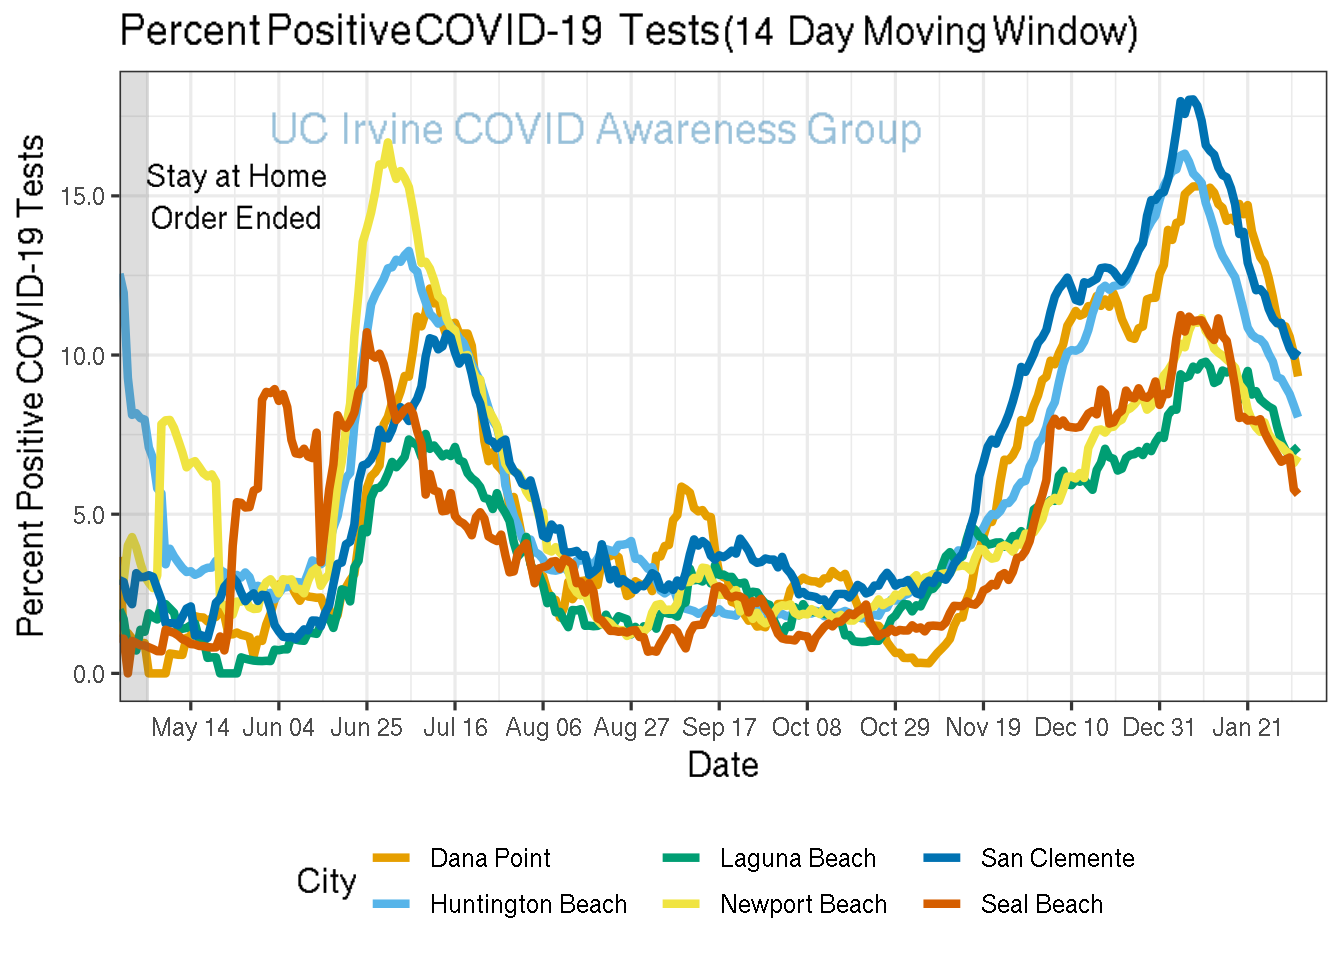 Percent Positive COVID-19 Tests (14 Day Moving Window)
UC Irvine COVID Awareness Group
Stay at Home
Order Ended
Percent Positive COVID-19 Tests
15.0
10.0
5.0
0.0
May 14 Jun 04 Jun 25 Jul 16 Aug 06 Aug 27 Sep 17 Oct 08 Oct 29 Nov 19 Dec 10 Dec 31 Jan 21
Date
City
Dana Point Laguna Beach San Clemente
Huntington Beach Newport Beach Seal Beach